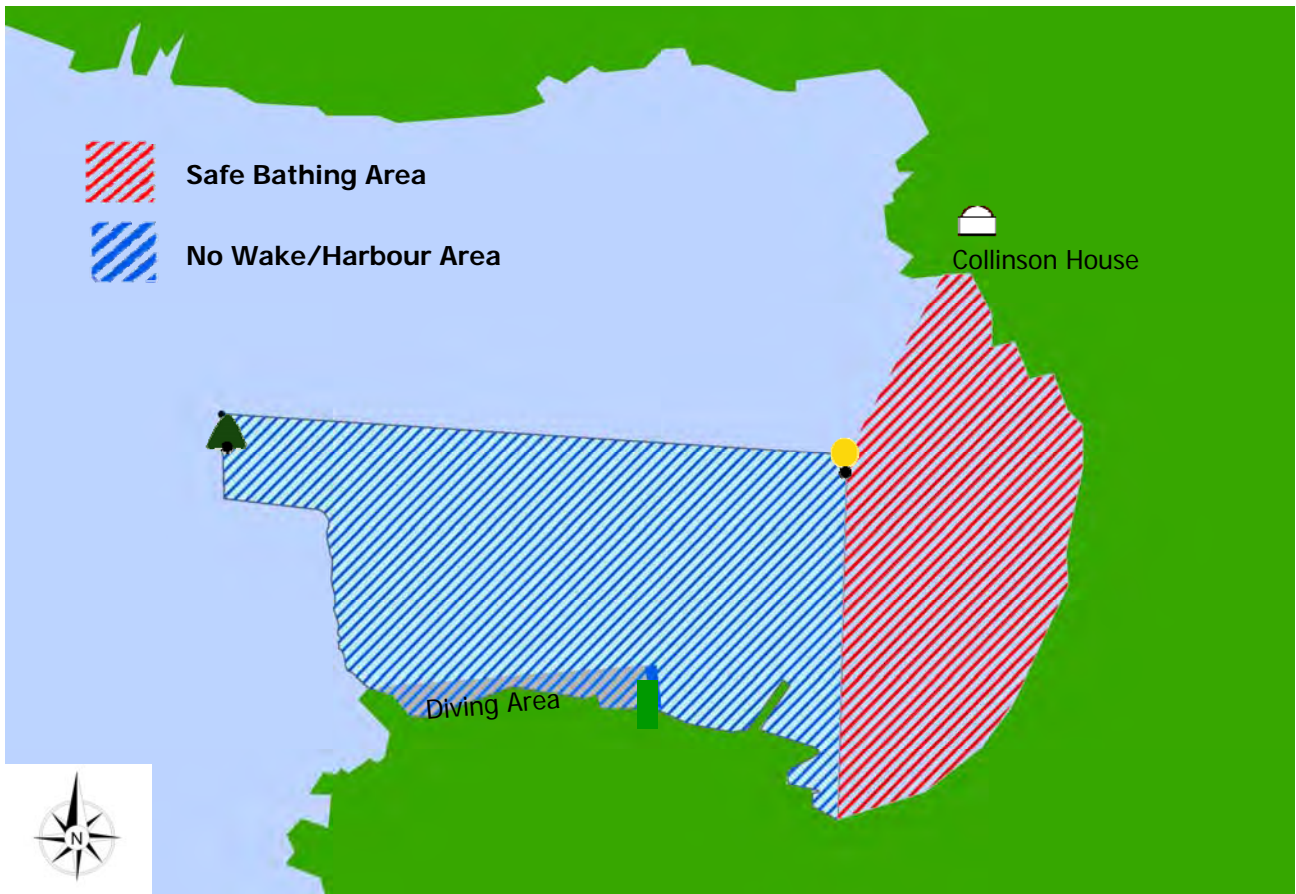 Safe Bathing Area
No Wake/Harbour Area
Collinson House
Diving Area
N